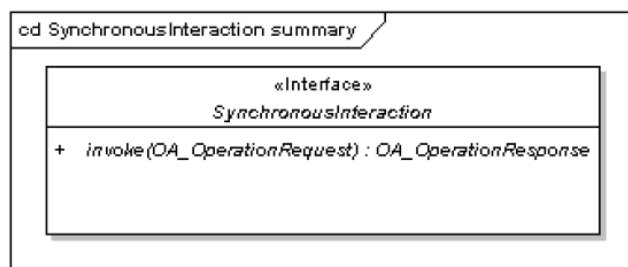 cd SynchronousInteraction summary
«Interface»
SynchronousInteraction
+ invoke(OA_OperationRequest) : OA_OperationResponse